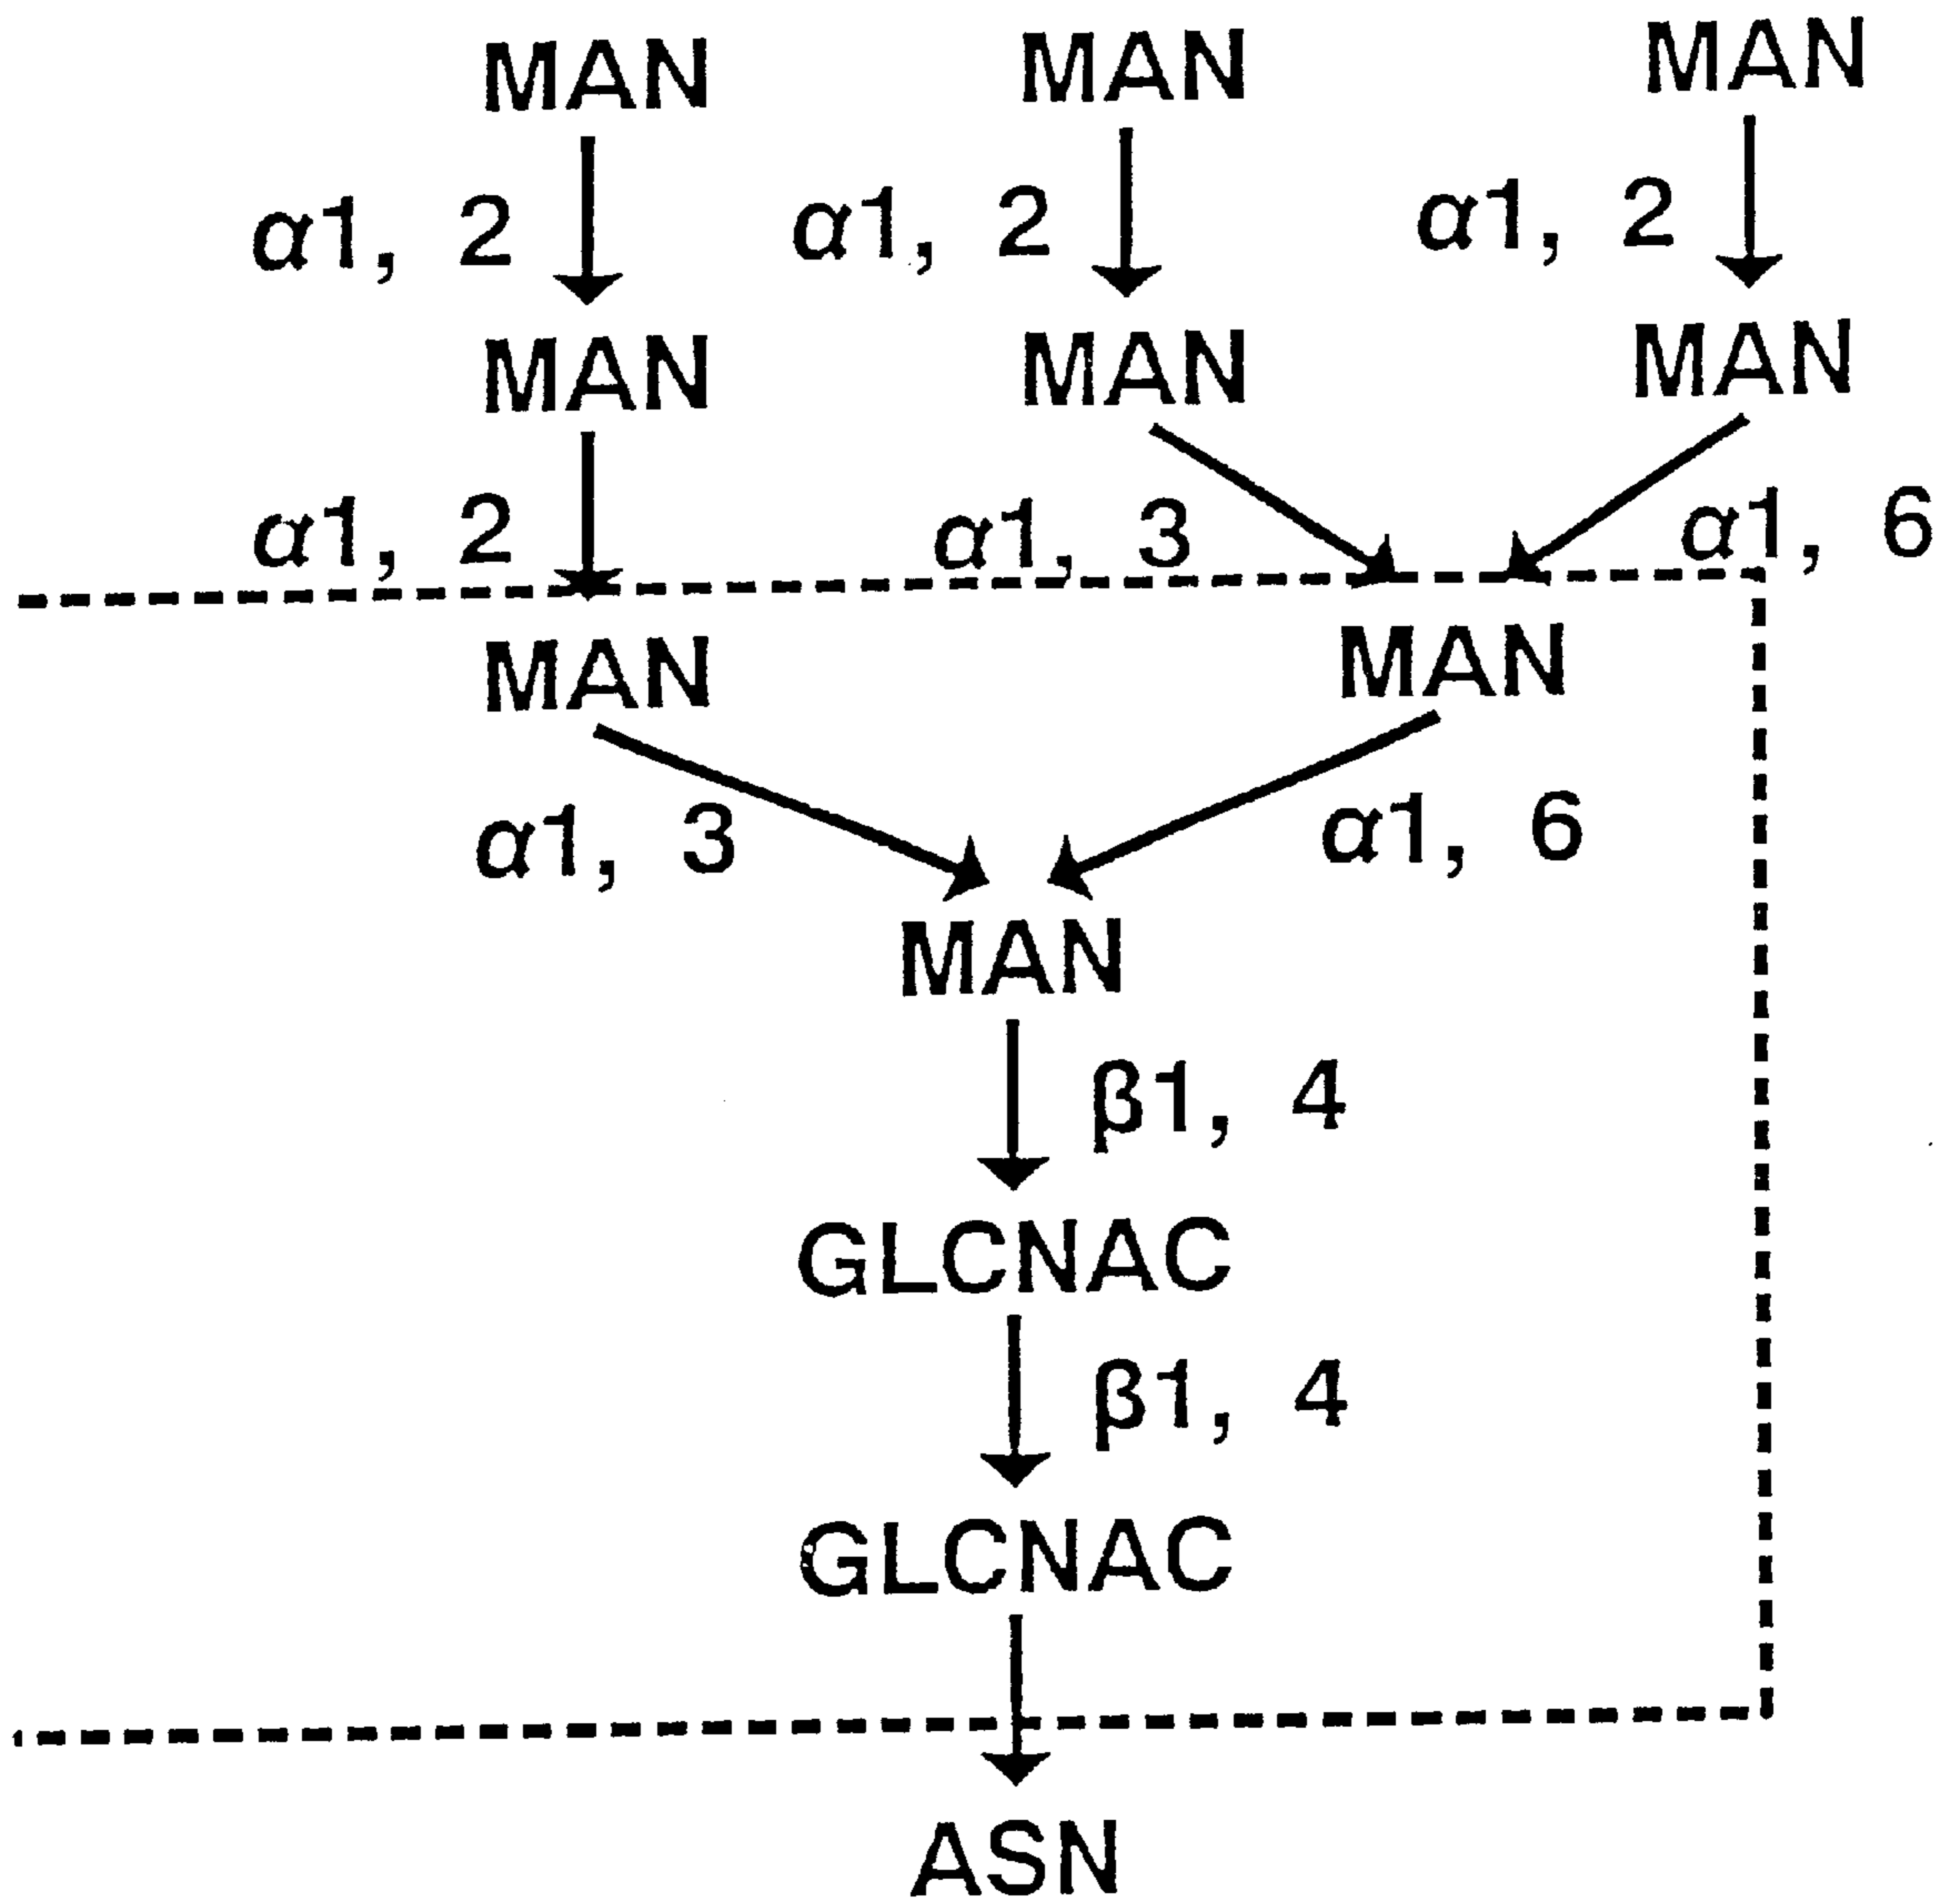 MAN MAN MAN
α1, 2 α1, 2 α1, 2
MAN MAN MAN
α1, 2 α1, 3 α1, 6
MAN MAN
α1, 3 α1, 6
MAN
β1, 4
GLCNAC
β1, 4
GLCNAC
ASN